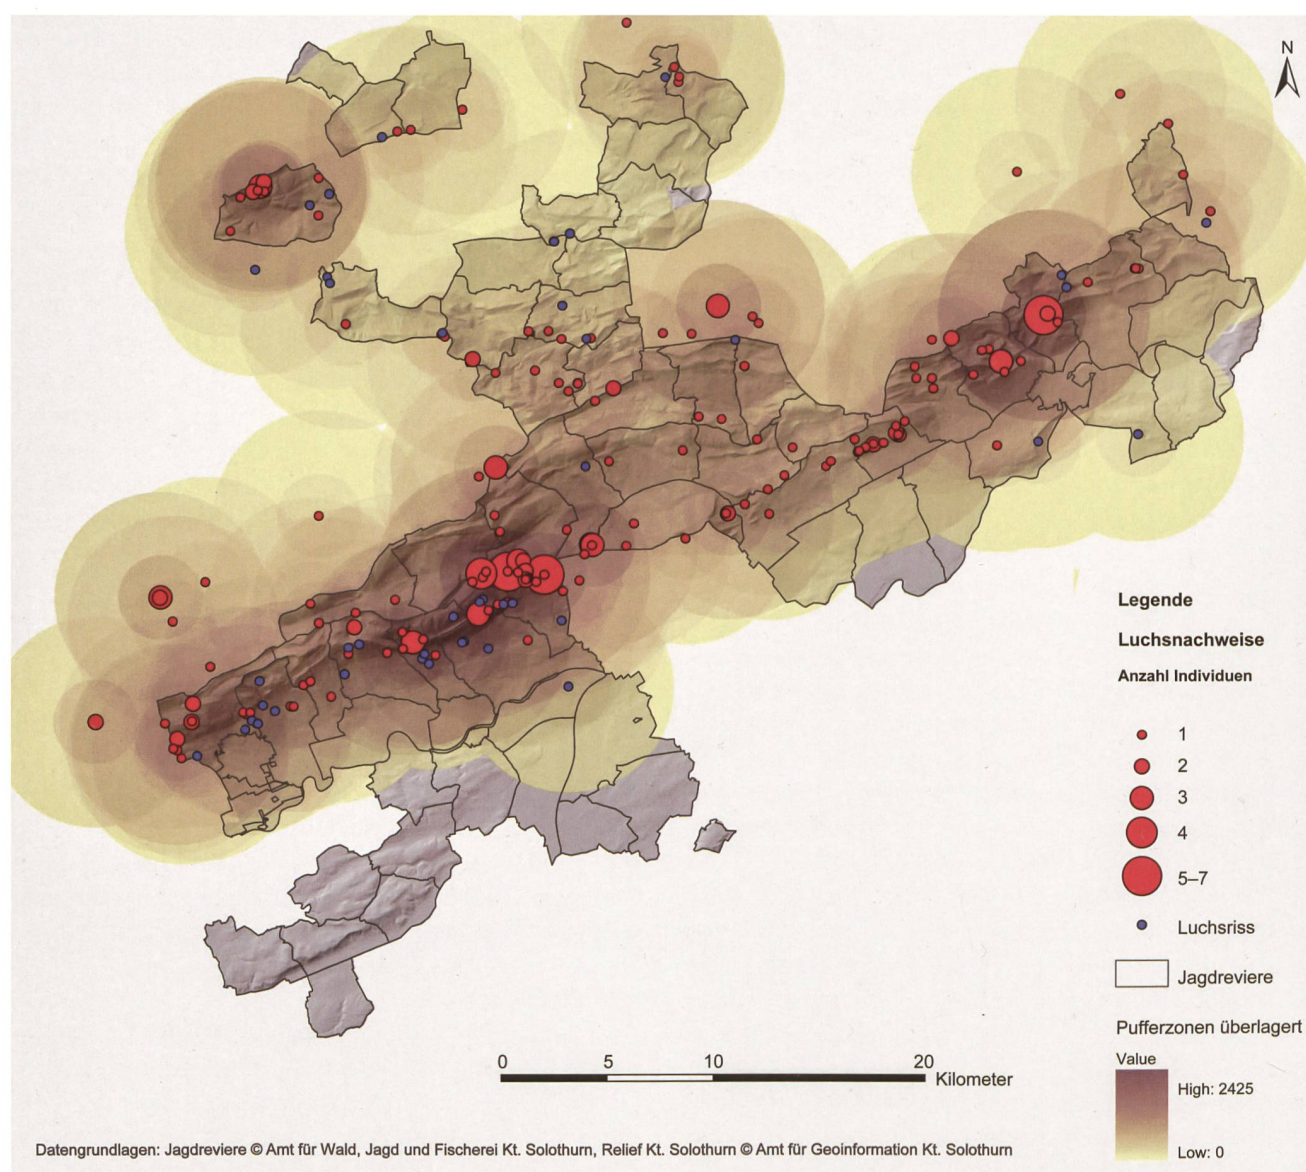 N
Legende
Luchsnachweise
Anzahl Individuen
1
2
3
4
5–7
Luchsriss
Jagdreviere
Pufferzonen überlagert
Value
High: 2425
Low: 0
0 5 10 20
Kilometer
Datengrundlagen: Jagdreviere © Amt für Wald, Jagd und Fischerei Kt. Solothurn, Relief Kt. Solothurn © Amt für Geoinformation Kt. Solothurn